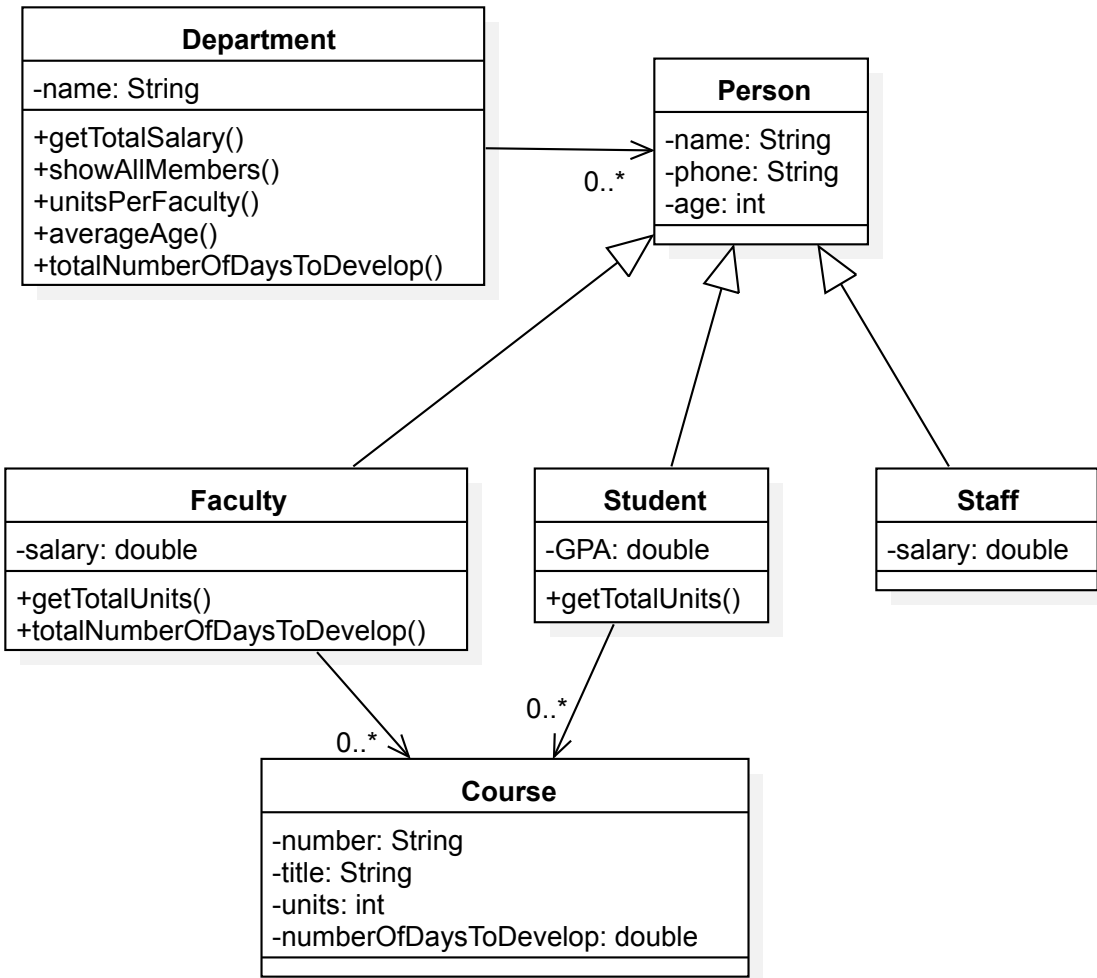 Department
-name: String
+getTotalSalary()
+showAllMembers()
+unitsPerFaculty()
+averageAge()
+totalNumberOfDaysToDevelop()
0..*
Person
-name: String
-phone: String
-age: int
Faculty
-salary: double
+getTotalUnits()
+totalNumberOfDaysToDevelop()
Student
-GPA: double
+getTotalUnits()
Staff
-salary: double
0..*
0..*
Course
-number: String
-title: String
-units: int
-numberOfDaysToDevelop: double